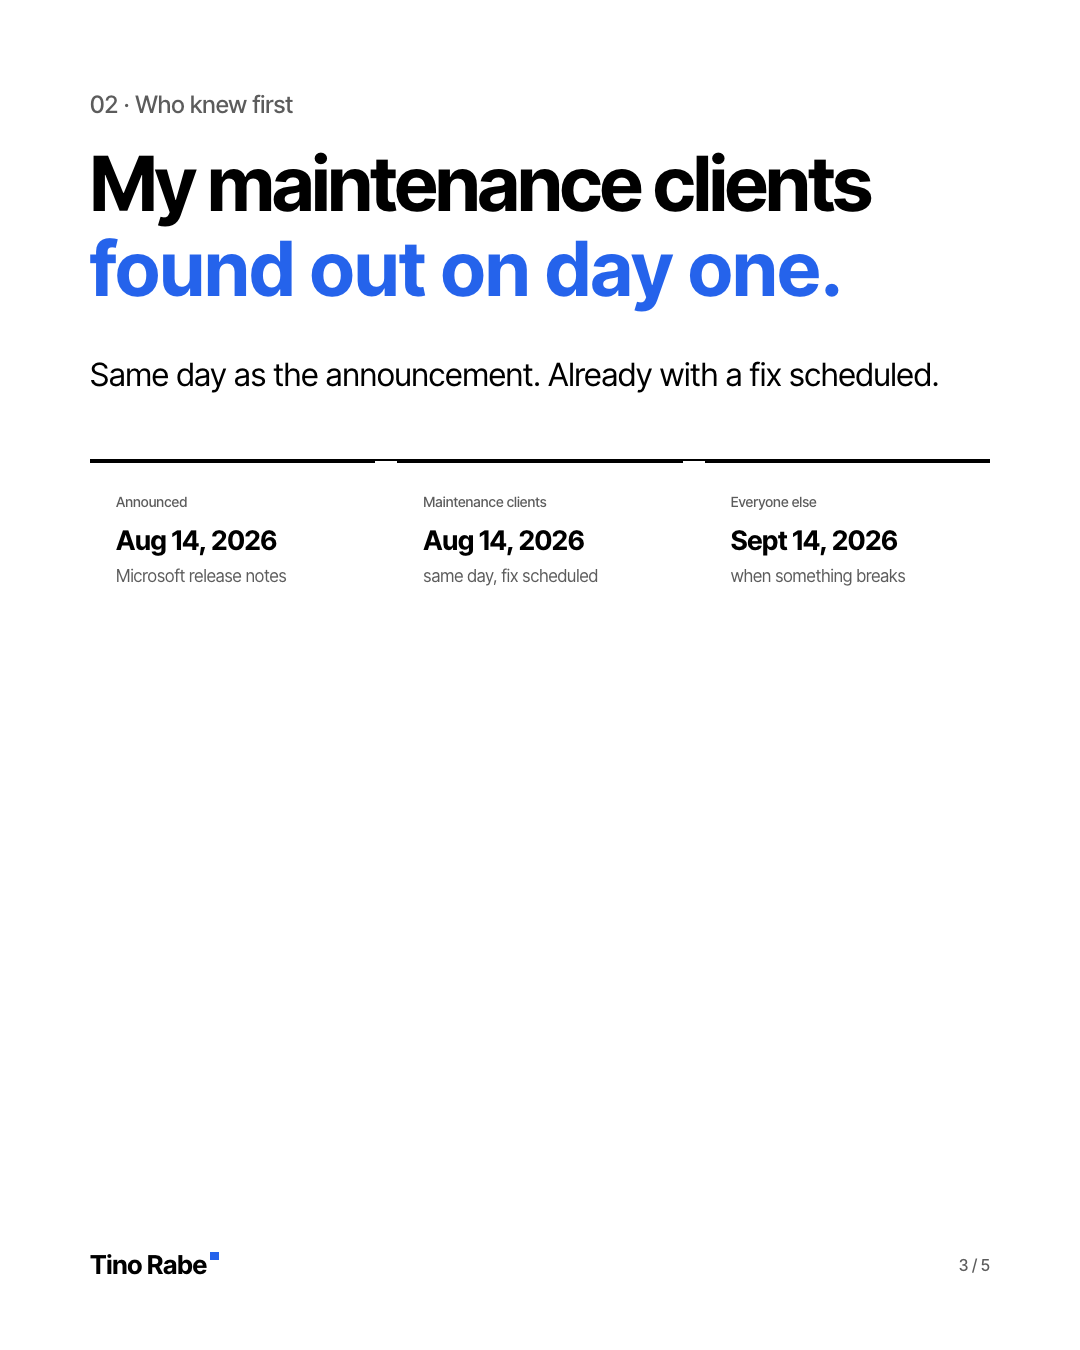 02 · Who knew first
My maintenance clients
found out on day one.
Same day as the announcement. Already with a fix scheduled.
Announced
Aug 14, 2026
Microsoft release notes
Maintenance clients
Aug 14, 2026
same day, fix scheduled
Everyone else
Sept 14, 2026
when something breaks
Tino Rabe
3 / 5